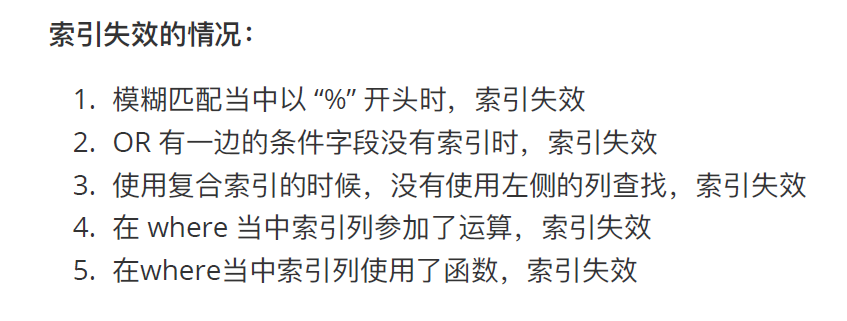 索引失效的情况：
1. 模糊匹配当中以 “%” 开头时，索引失效
2. OR 有一边的条件字段没有索引时，索引失效
3. 使用复合索引的时候，没有使用左侧的列查找，索引失效
4. 在 where 当中索引列参加了运算，索引失效
5. 在where当中索引列使用了函数，索引失效